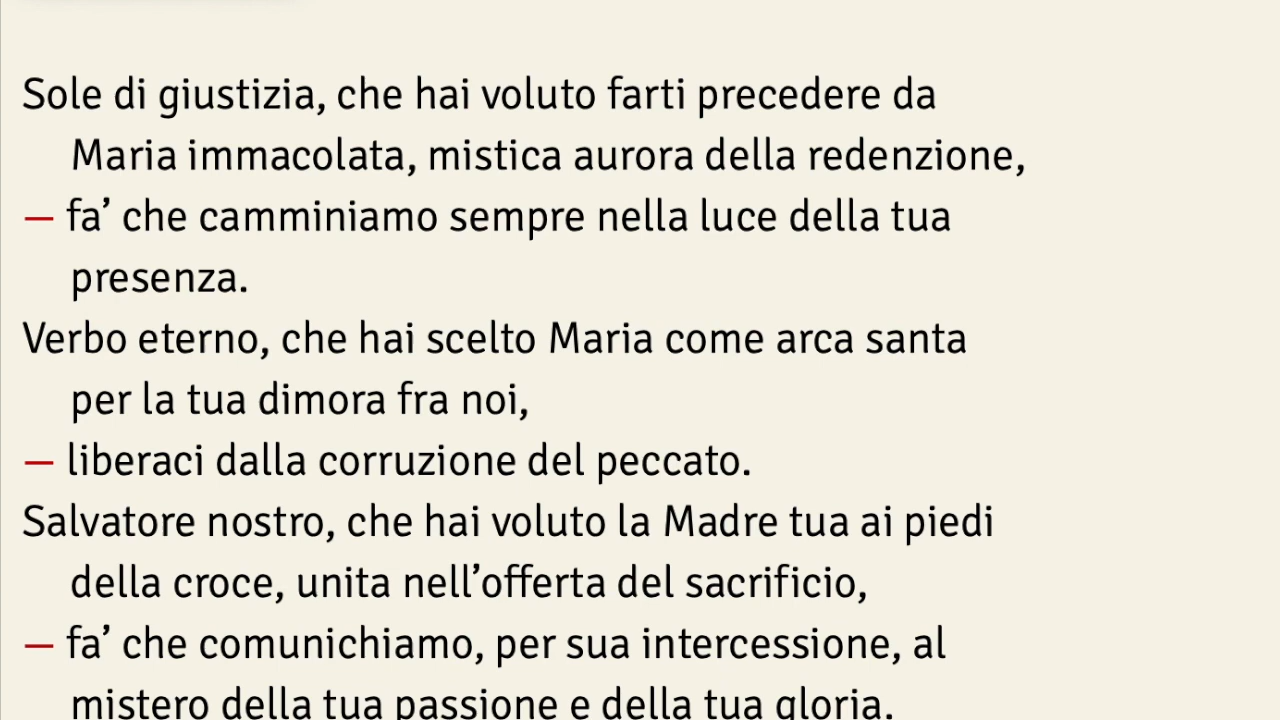 Sole di giustizia, che hai voluto farti precedere da
Maria immacolata, mistica aurora della redenzione,
– fa’ che camminiamo sempre nella luce della tua
presenza.
Verbo eterno, che hai scelto Maria come arca santa
per la tua dimora fra noi,
– liberaci dalla corruzione del peccato.
Salvatore nostro, che hai voluto la Madre tua ai piedi
della croce, unita nell’offerta del sacrificio,
– fa’ che comunichiamo, per sua intercessione, al
mistero della tua passione e della tua gloria.